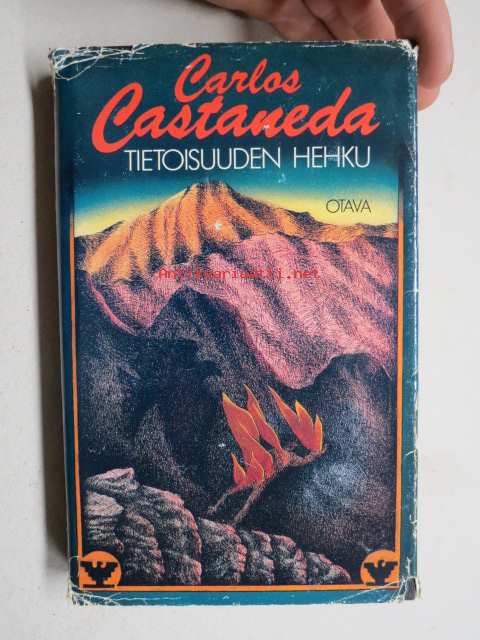 Carlos
Castaneda
TIETOISUUDEN HEHKU
OTAVA
Antikvariaatti.net